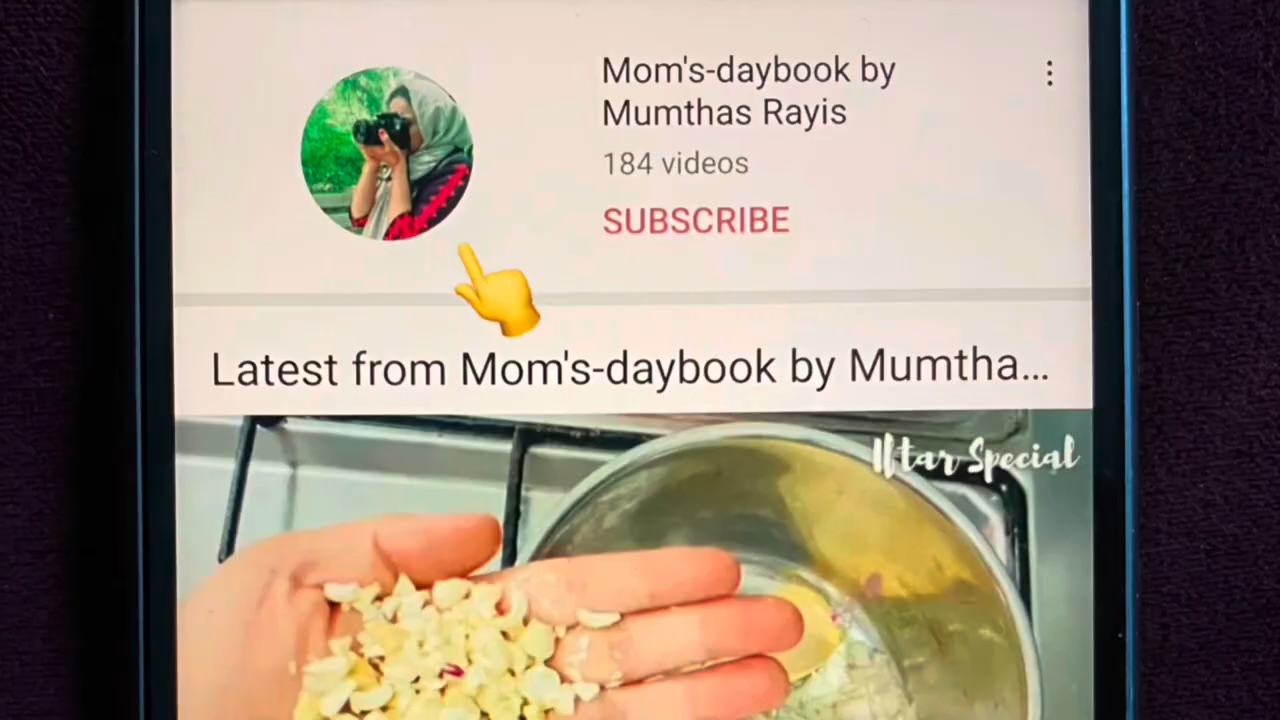 Mom's-daybook by
Mumthas Rayis
184 videos
SUBSCRIBE
Latest from Mom's-daybook by Mumtha...
Iftar Special